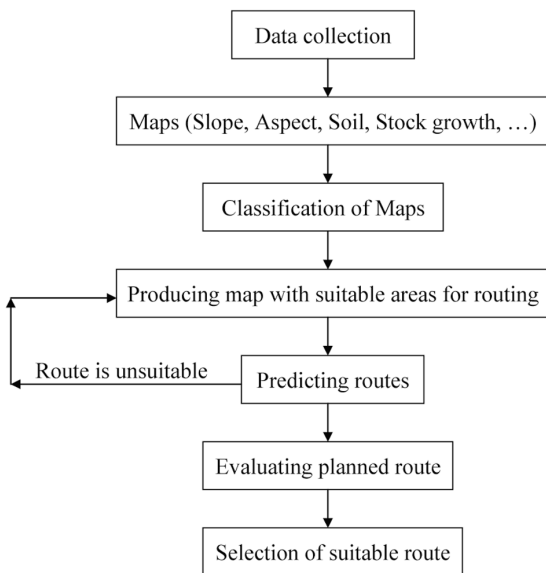 Data collection
Maps (Slope, Aspect, Soil, Stock growth, …)
Classification of Maps
Producing map with suitable areas for routing
Route is unsuitable
Predicting routes
Evaluating planned route
Selection of suitable route